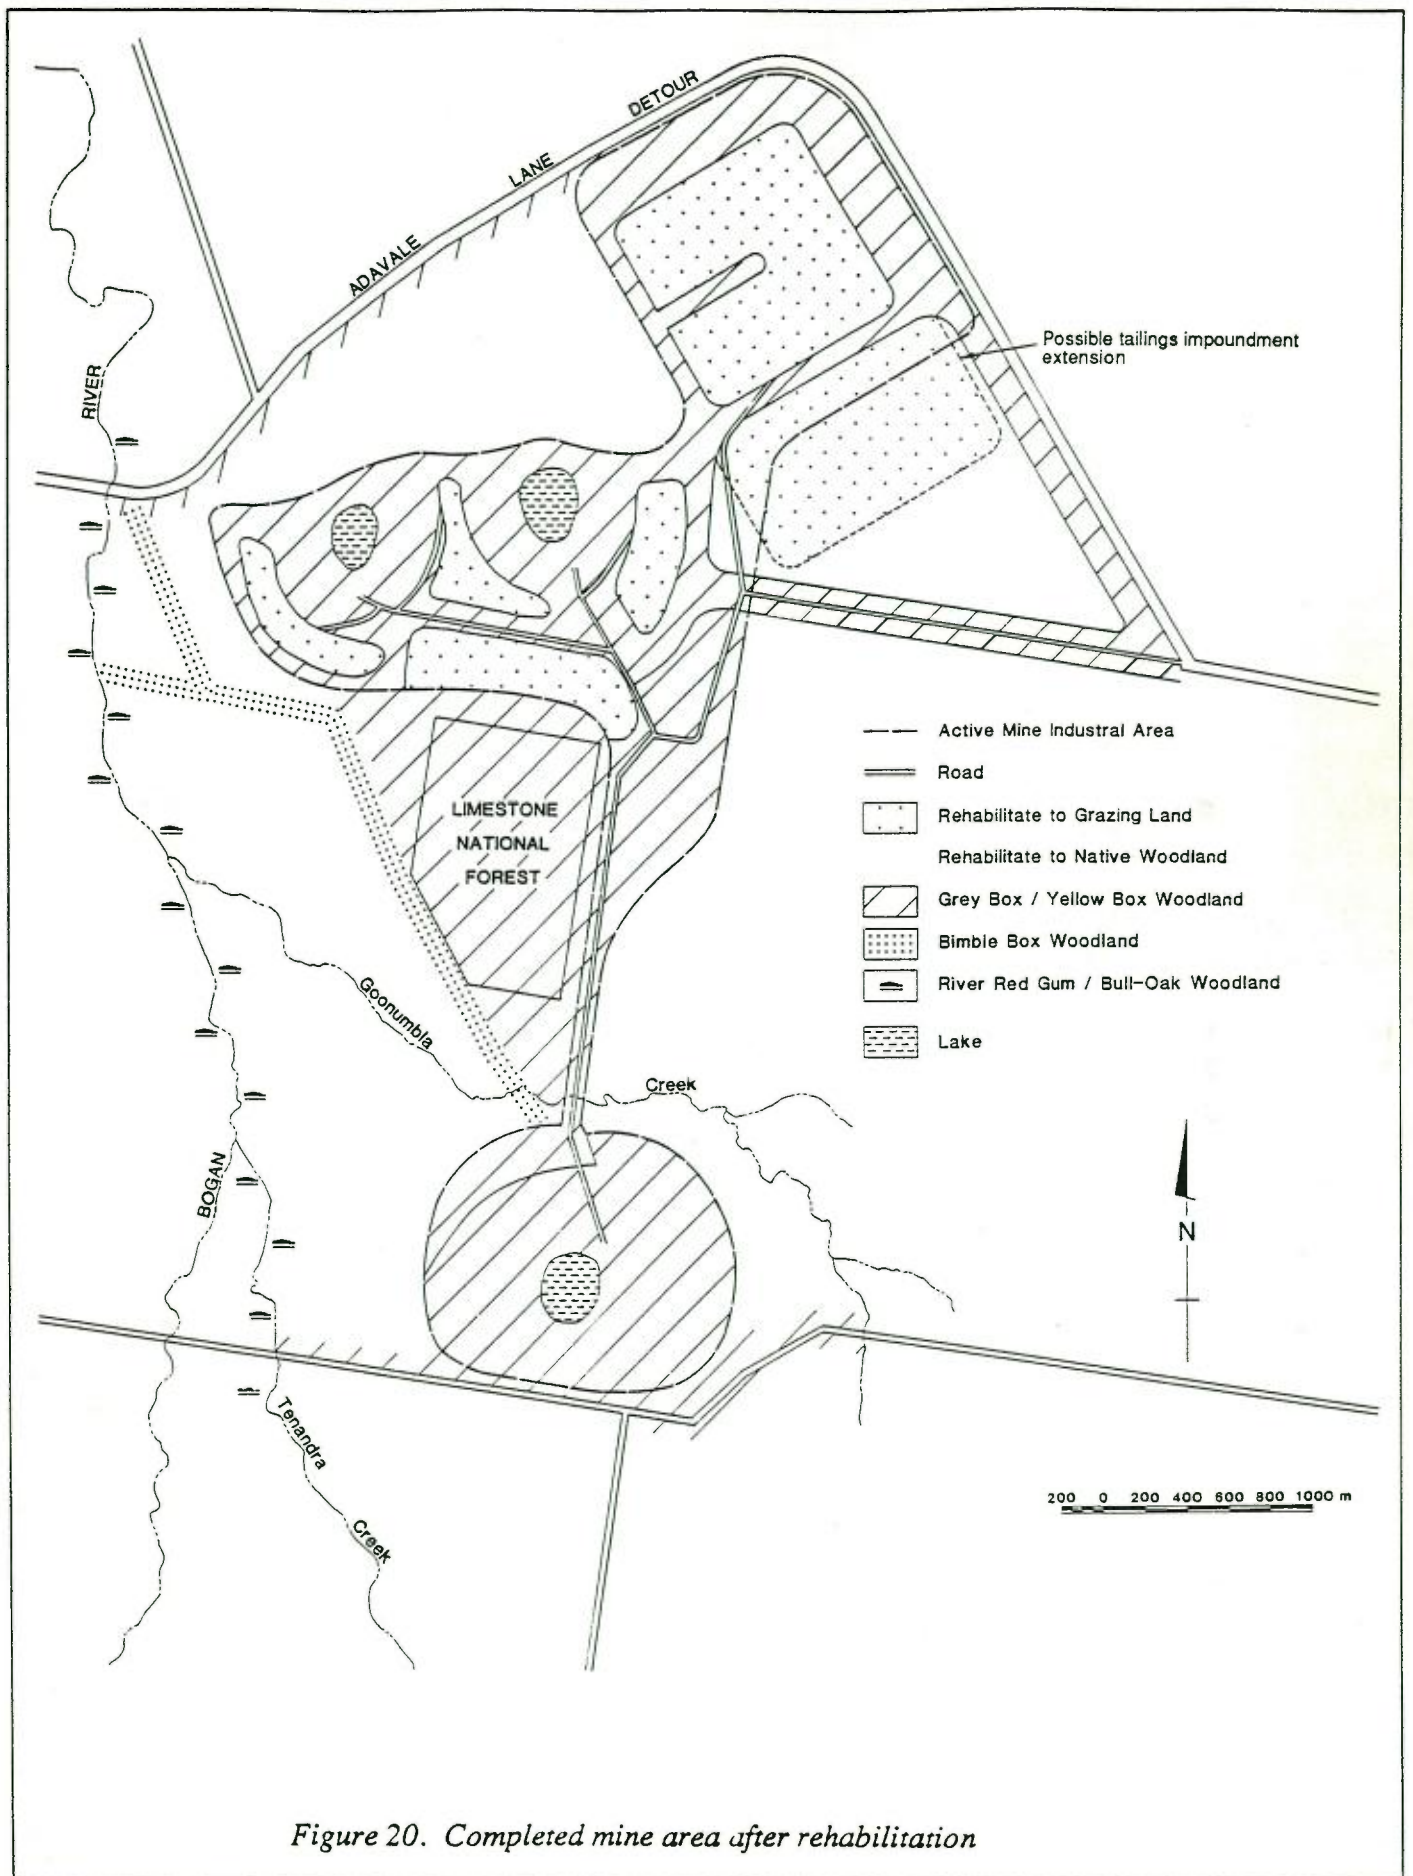 ADAVALE LANE DETOUR
RIVER
Possible tailings impoundment
extension
Active Mine Industral Area
Road
Rehabilitate to Grazing Land
Rehabilitate to Native Woodland
Grey Box / Yellow Box Woodland
Bimble Box Woodland
River Red Gum / Bull-Oak Woodland
Lake
LIMESTONE
NATIONAL
FOREST
Goonumbla
Creek
BOGAN
N
Tenandra
Creek
200 0 200 400 600 800 1000 m
Figure 20. Completed mine area after rehabilitation